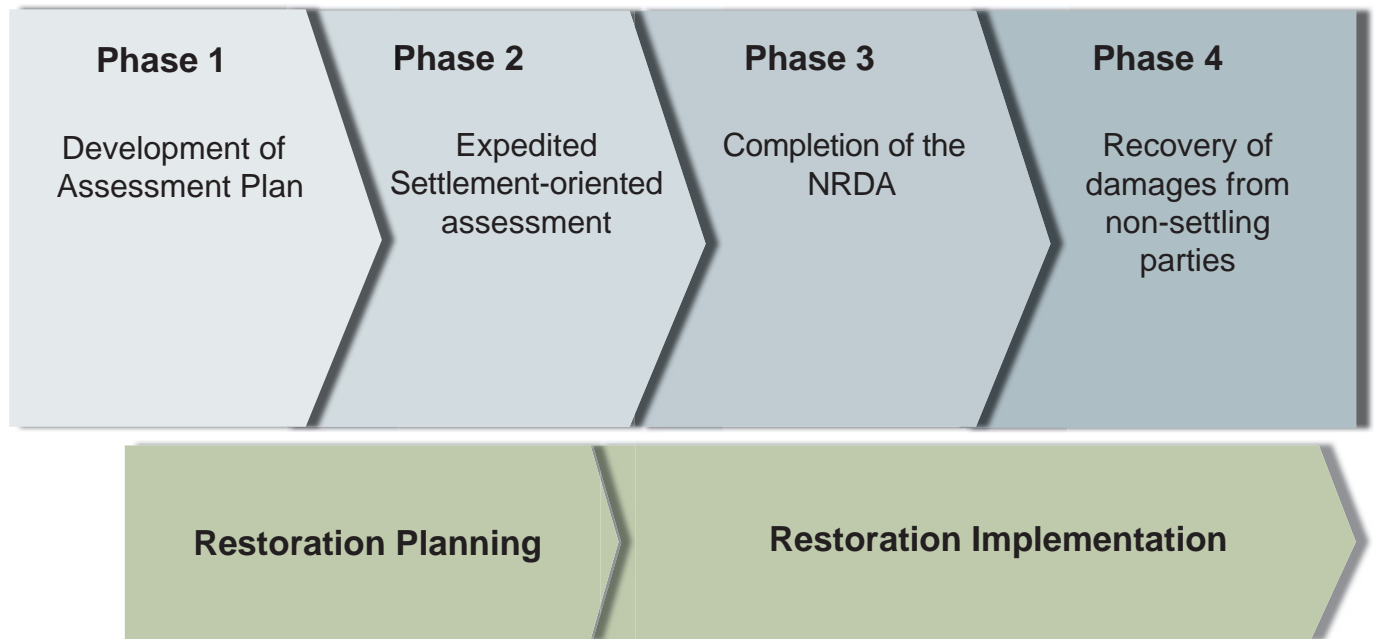 Phase 1
Development of
Assessment Plan
Phase 2
Expedited
Settlement-oriented
assessment
Phase 3
Completion of the
NRDA
Phase 4
Recovery of
damages from
non-settling
parties
Restoration Planning
Restoration Implementation